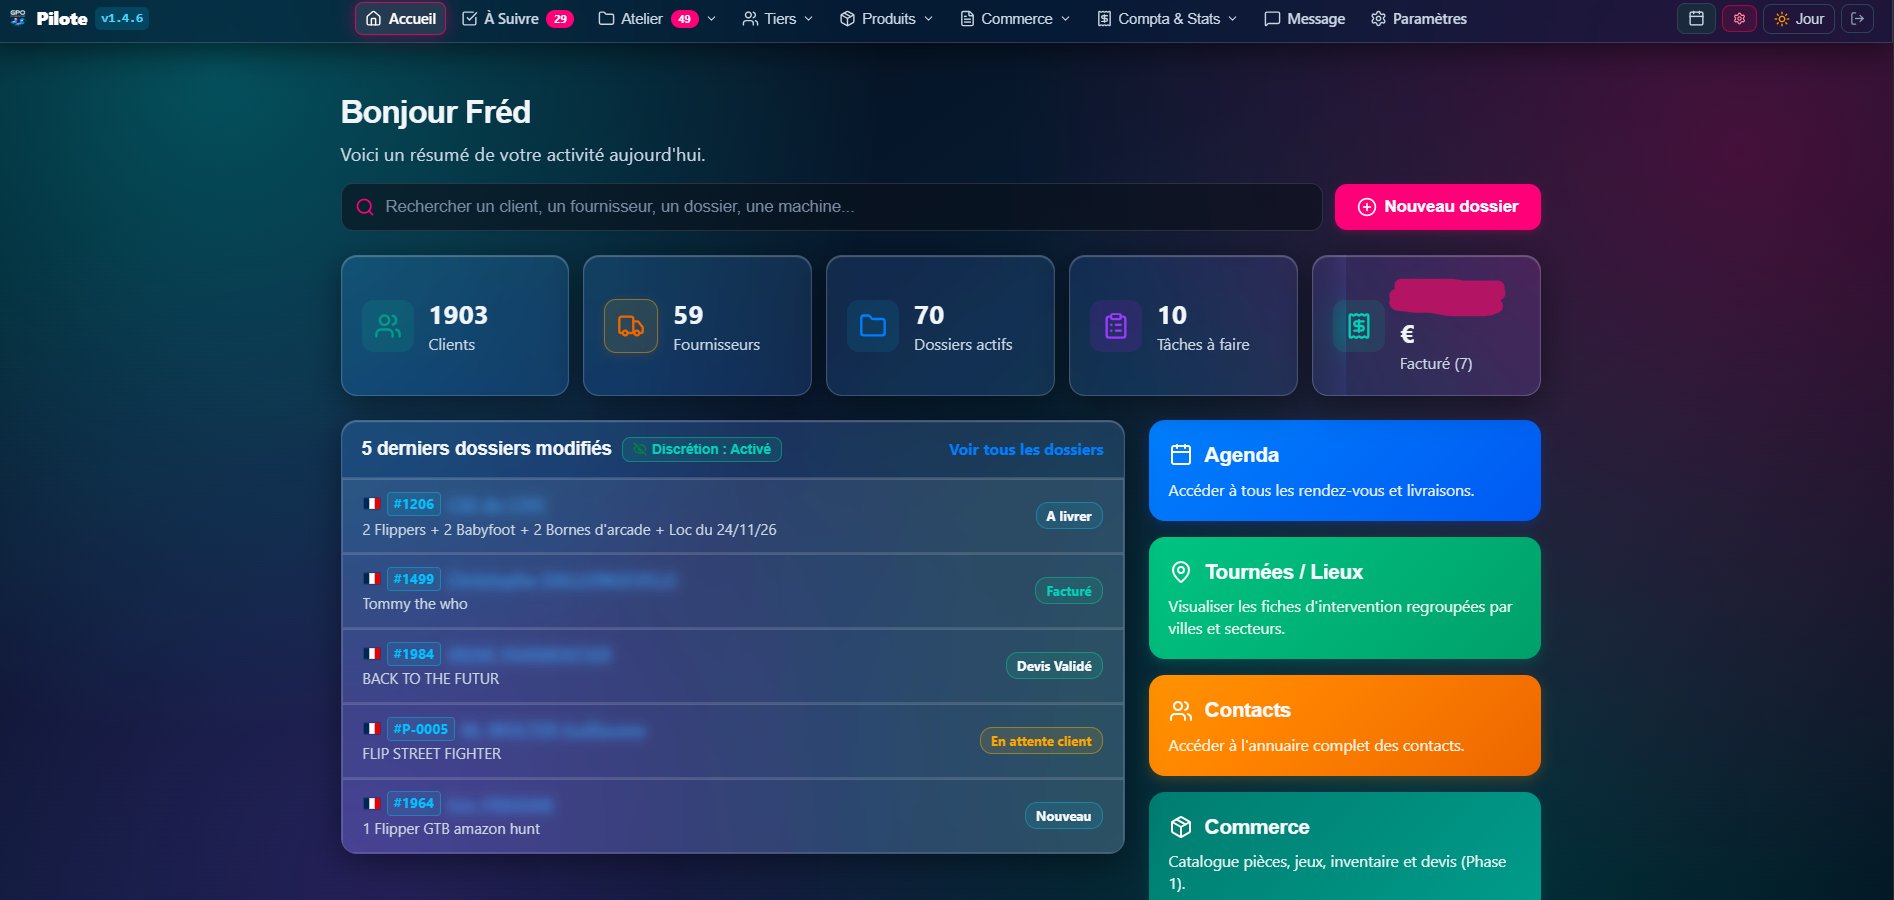 GPO
Pilote v1.4.6
Accueil
À Suivre 29
Atelier 49
Tiers
Produits
Commerce
Compta & Stats
Message
Paramètres
Jour
Bonjour Fréd
Voici un résumé de votre activité aujourd'hui.
Rechercher un client, un fournisseur, un dossier, une machine...
Nouveau dossier
1903
Clients
59
Fournisseurs
70
Dossiers actifs
10
Tâches à faire
€
Facturé (7)
5 derniers dossiers modifiés
Discrétion : Activé
Voir tous les dossiers
#1206
2 Flippers + 2 Babyfoot + 2 Bornes d'arcade + Loc du 24/11/26
A livrer
#1499
Tommy the who
Facturé
#1984
BACK TO THE FUTUR
Devis Validé
#P-0005
FLIP STREET FIGHTER
En attente client
#1964
1 Flipper GTB amazon hunt
Nouveau
Agenda
Accéder à tous les rendez-vous et livraisons.
Tournées / Lieux
Visualiser les fiches d'intervention regroupées par
villes et secteurs.
Contacts
Accéder à l'annuaire complet des contacts.
Commerce
Catalogue pièces, jeux, inventaire et devis (Phase
1).